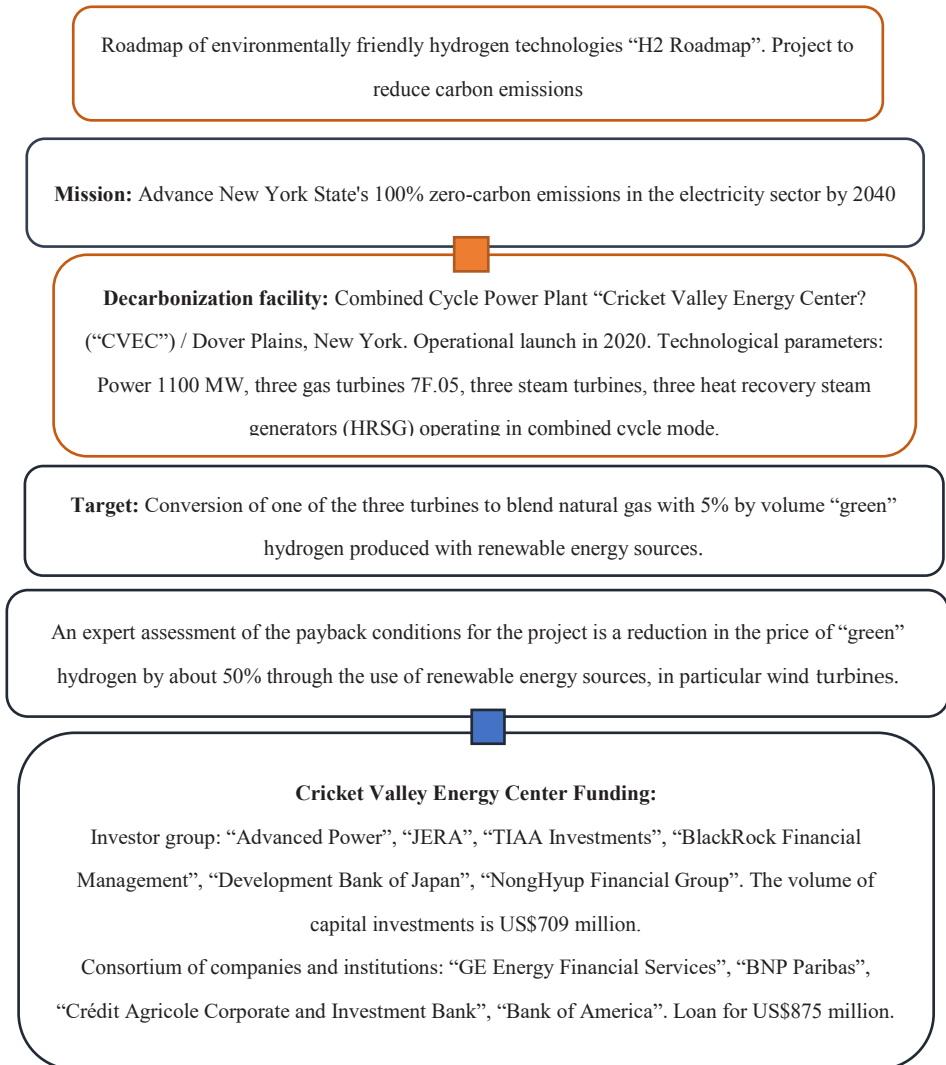 Roadmap of environmentally friendly hydrogen technologies “H2 Roadmap”. Project to
reduce carbon emissions
Mission: Advance New York State's 100% zero-carbon emissions in the electricity sector by 2040
Decarbonization facility: Combined Cycle Power Plant “Cricket Valley Energy Center?
(“CVEC”) / Dover Plains, New York. Operational launch in 2020. Technological parameters:
Power 1100 MW, three gas turbines 7F.05, three steam turbines, three heat recovery steam
generators (HRSG) operating in combined cycle mode.
Target: Conversion of one of the three turbines to blend natural gas with 5% by volume “green”
hydrogen produced with renewable energy sources.
An expert assessment of the payback conditions for the project is a reduction in the price of “green”
hydrogen by about 50% through the use of renewable energy sources, in particular wind turbines.
Cricket Valley Energy Center Funding:
Investor group: “Advanced Power”, “JERA”, “TIAA Investments”, “BlackRock Financial
Management”, “Development Bank of Japan”, “NongHyup Financial Group”. The volume of
capital investments is US$709 million.
Consortium of companies and institutions: “GE Energy Financial Services”, “BNP Paribas”,
“Crédit Agricole Corporate and Investment Bank”, “Bank of America”. Loan for US$875 million.